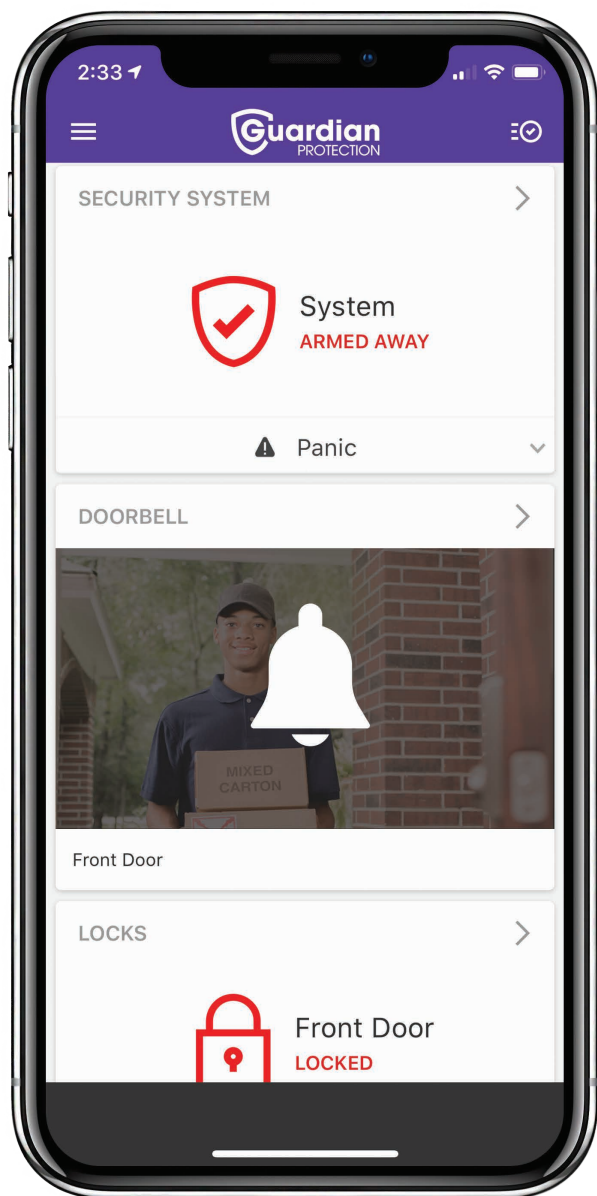 2:33
Guardian
PROTECTION
SECURITY SYSTEM
System
ARMED AWAY
Panic
DOORBELL
MIXED
CARTON
Front Door
LOCKS
Front Door
LOCKED